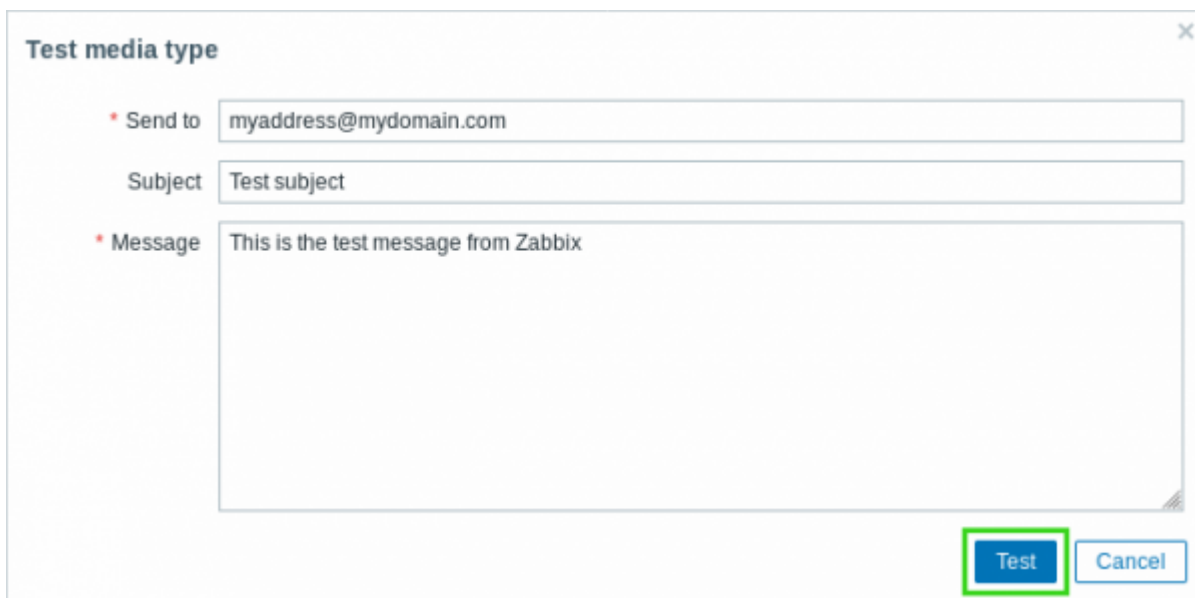 Test media type
×
* Send to myaddress@mydomain.com
Subject Test subject
* Message This is the test message from Zabbix
Test Cancel